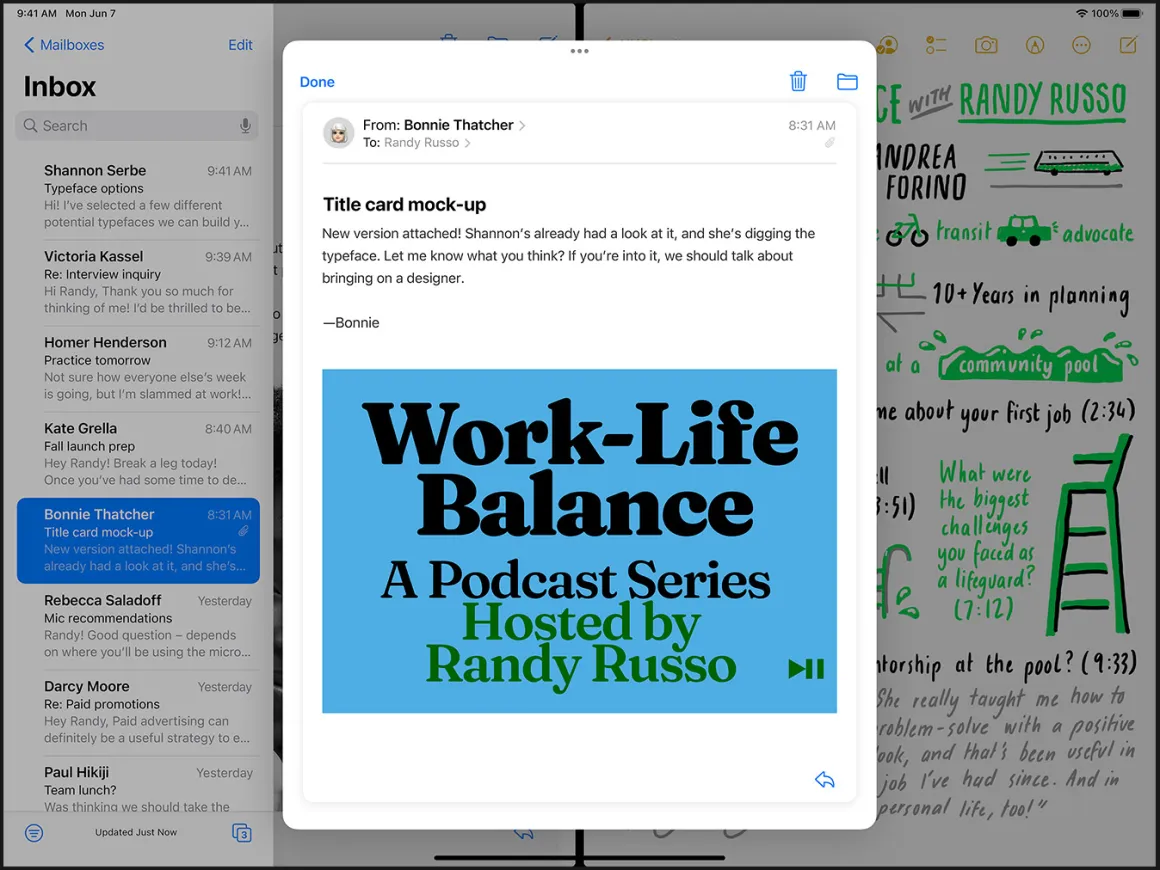 9:41 AM Mon Jun 7
100%
Mailboxes
Edit
Inbox
Search
Shannon Serbe 9:41 AM
Typeface options
Hi! I've selected a few different
potential typefaces we can build y...
Victoria Kassel 9:39 AM
Re: Interview inquiry
Hi Randy, Thank you so much for
thinking of me! I'd be thrilled to be...
Homer Henderson 9:12 AM
Practice tomorrow
Not sure how everyone else's week
is going, but I'm slammed at work!...
Kate Grella 8:40 AM
Fall launch prep
Hey Randy! Break a leg today!
Once you've had some time to de...
Bonnie Thatcher 8:31 AM
Title card mock-up
New version attached! Shannon's
already had a look at it, and she's...
Rebecca Saladoff Yesterday
Mic recommendations
Randy! Good question – depends
on where you'll be using the micro...
Darcy Moore Yesterday
Re: Paid promotions
Hey Randy, Paid advertising can
definitely be a useful strategy to e...
Paul Hikiji Yesterday
Team lunch?
Was thinking we should take the
Updated Just Now
3
Done
From: Bonnie Thatcher
8:31 AM
To: Randy Russo
Title card mock-up
New version attached! Shannon's already had a look at it, and she's digging the
typeface. Let me know what you think? If you're into it, we should talk about
bringing on a designer.
—Bonnie
Work-Life
Balance
A Podcast Series
Hosted by
Randy Russo
WITH RANDY RUSSO
ANDREA
FORINO
transit advocate
10+ Years in planning
at a community pool
me about your first job (2:34)
What were
the biggest
challenges
you faced as
a lifeguard?
(7:12)
at the pool? (9:33)
She really taught me how to
problem-solve with a positive
and that's been useful in
job I've had since. And in
personal life, too!"